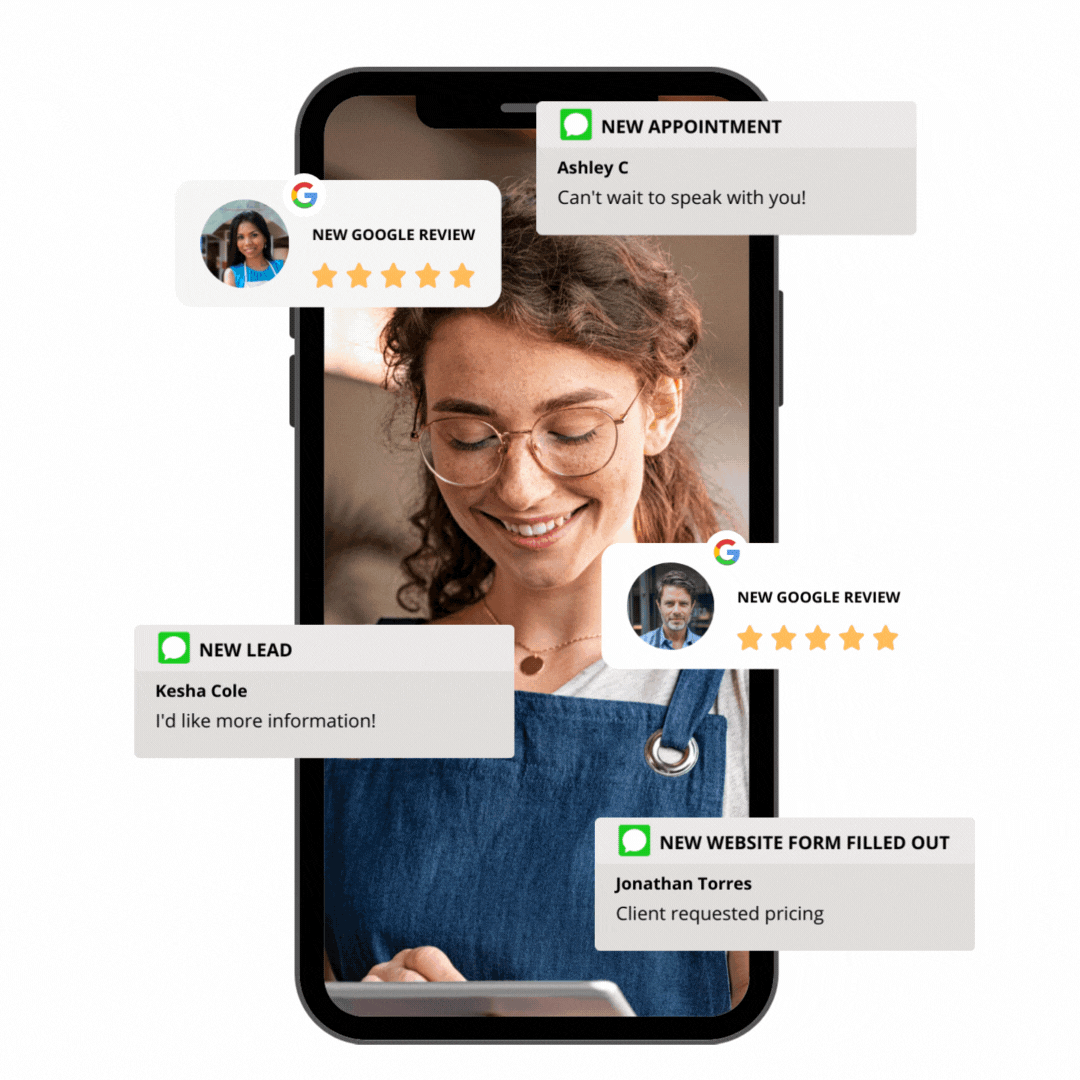 NEW APPOINTMENT
Ashley C
Can't wait to speak with you!
NEW GOOGLE REVIEW
NEW GOOGLE REVIEW
NEW LEAD
Kesha Cole
I'd like more information!
NEW WEBSITE FORM FILLED OUT
Jonathan Torres
Client requested pricing